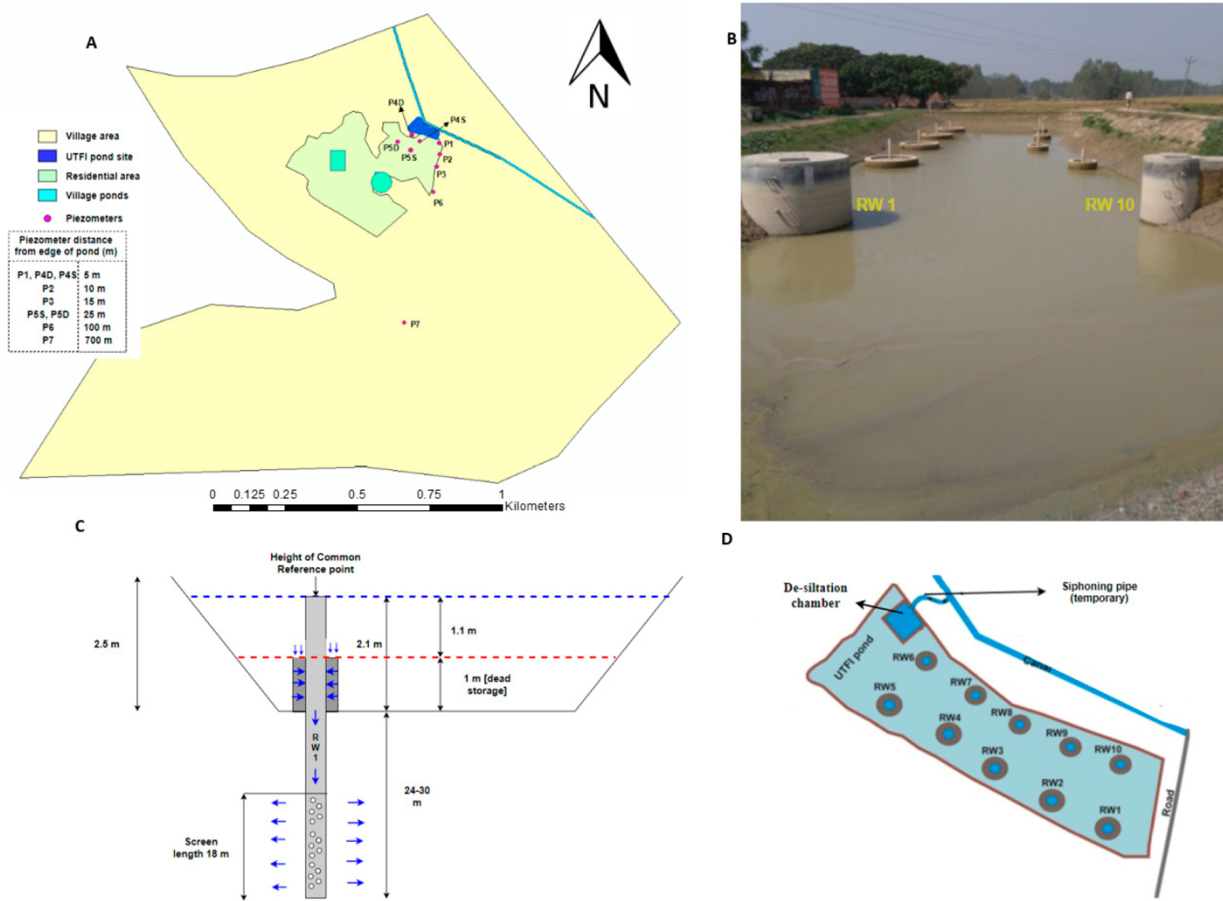 A
N
P4D
P4S
P5D
P5S
P1
P2
P3
P6
P7
Village area
UTFI pond site
Residential area
Village ponds
Piezometers
Piezometer distance
from edge of pond (m)
P1, P4D, P4S 5 m
P2 10 m
P3 15 m
P5S, P5D 25 m
P6 100 m
P7 700 m
0 0.125 0.25 0.5 0.75 1
Kilometers
B
RW 1
RW 10
C
Height of Common
Reference point
2.5 m
2.1 m
1.1 m
1 m [dead
storage]
R
W
1
24-30
m
Screen
length 18 m
D
De-siltation
chamber
Siphoning pipe
(temporary)
UTFI pond
Canal
Road
RW6
RW7
RW5
RW8
RW4
RW9
RW10
RW3
RW2
RW1